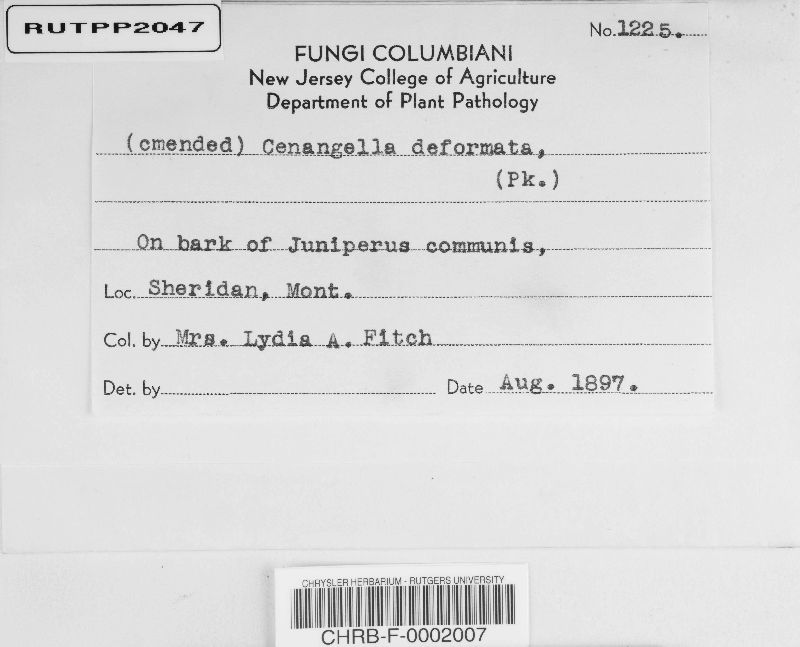 RUTPP2047
No. 1225.
FUNGI COLUMBIANI
New Jersey College of Agriculture
Department of Plant Pathology
(cmended) Cenangella deformata,
(Pk.)
On bark of Juniperus communis,
Loc. Sheridan, Mont.
Col. by Mrs. Lydia A. Fitch
Det. by
Date Aug. 1897.
CHRYSLER HERBARIUM - RUTGERS UNIVERSITY
CHRB-F-0002007